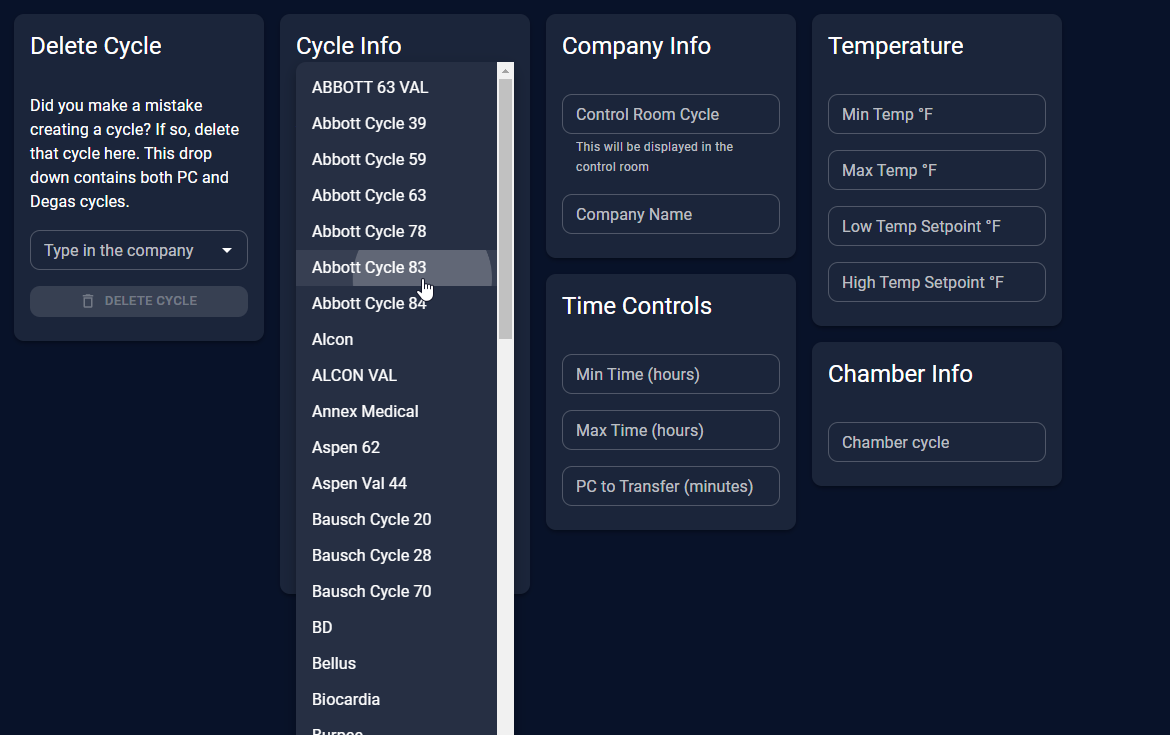 Delete Cycle
Did you make a mistake
creating a cycle? If so, delete
that cycle here. This drop
down contains both PC and
Degas cycles.
Type in the company
DELETE CYCLE
Cycle Info
ABBOTT 63 VAL
Abbott Cycle 39
Abbott Cycle 59
Abbott Cycle 63
Abbott Cycle 78
Abbott Cycle 83
Abbott Cycle 84
Alcon
ALCON VAL
Annex Medical
Aspen 62
Aspen Val 44
Bausch Cycle 20
Bausch Cycle 28
Bausch Cycle 70
BD
Bellus
Biocardia
Company Info
Control Room Cycle
This will be displayed in the
control room
Company Name
Time Controls
Min Time (hours)
Max Time (hours)
PC to Transfer (minutes)
Temperature
Min Temp °F
Max Temp °F
Low Temp Setpoint °F
High Temp Setpoint °F
Chamber Info
Chamber cycle